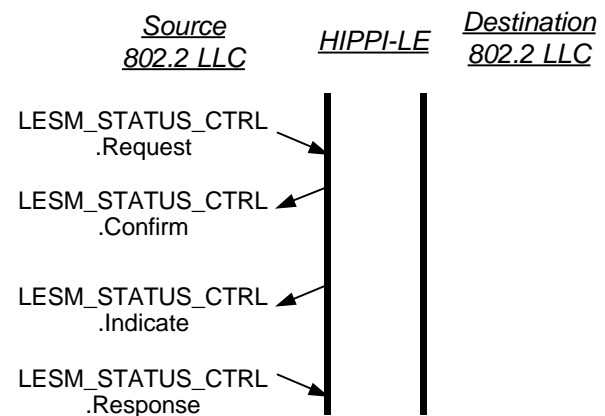 Source
802.2 LLC
HIPPI-LE
Destination
802.2 LLC
LESM_STATUS_CTRL
.Request
LESM_STATUS_CTRL
.Confirm
LESM_STATUS_CTRL
.Indicate
LESM_STATUS_CTRL
.Response